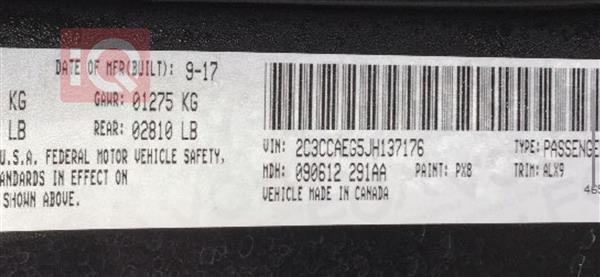 iQ
DATE OF MFR(BUILT): 9-17
KG GAWR: 01275 KG
LB REAR: 02810 LB
U.S.A. FEDERAL MOTOR VEHICLE SAFETY,
ANDARDS IN EFFECT ON
SHOWN ABOVE.
VIN: 2C3CCAEG5JH137176 TYPE: PASSENGE
MDH: 090612 291AA PAINT: PX8 TRIM: ALX9
VEHICLE MADE IN CANADA
465